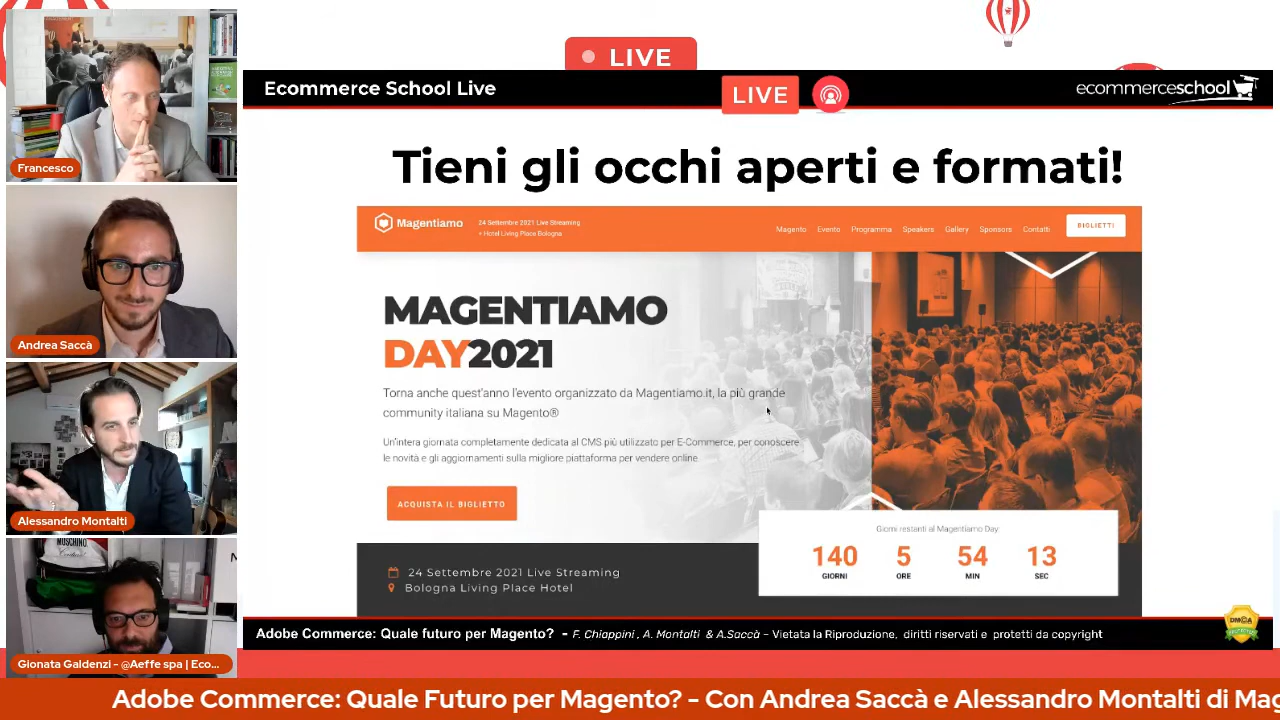 LIVE
Ecommerce School Live
LIVE
ecommerceschool
Francesco
Andrea Saccà
Alessandro Montalti
MOSCHINO
Gionata Galdenzi - @Aeffe spa | Eco...
Tieni gli occhi aperti e formati!
Magentiamo
24 Settembre 2021 Live Streaming
+ Hotel Living Place Bologna
Magento Evento Programma Speakers Gallery Sponsors Contatti
BIGLIETTI
MAGENTIAMO
DAY2021
Torna anche quest'anno l'evento organizzato da Magentiamo.it, la più grande
community italiana su Magento®
Un'intera giornata completamente dedicata al CMS più utilizzato per E-Commerce, per conoscere
le novità e gli aggiornamenti sulla migliore piattaforma per vendere online.
ACQUISTA IL BIGLIETTO
Giorni restanti al Magentiamo Day:
140 5 54 13
GIORNI ORE MIN SEC
24 Settembre 2021 Live Streaming
Bologna Living Place Hotel
Adobe Commerce: Quale futuro per Magento? - F. Chiappini , A. Montalti & A.Saccà – Vietata la Riproduzione, diritti riservati e protetti da copyright
DMCA
Adobe Commerce: Quale Futuro per Magento? - Con Andrea Saccà e Alessandro Montalti di Mag